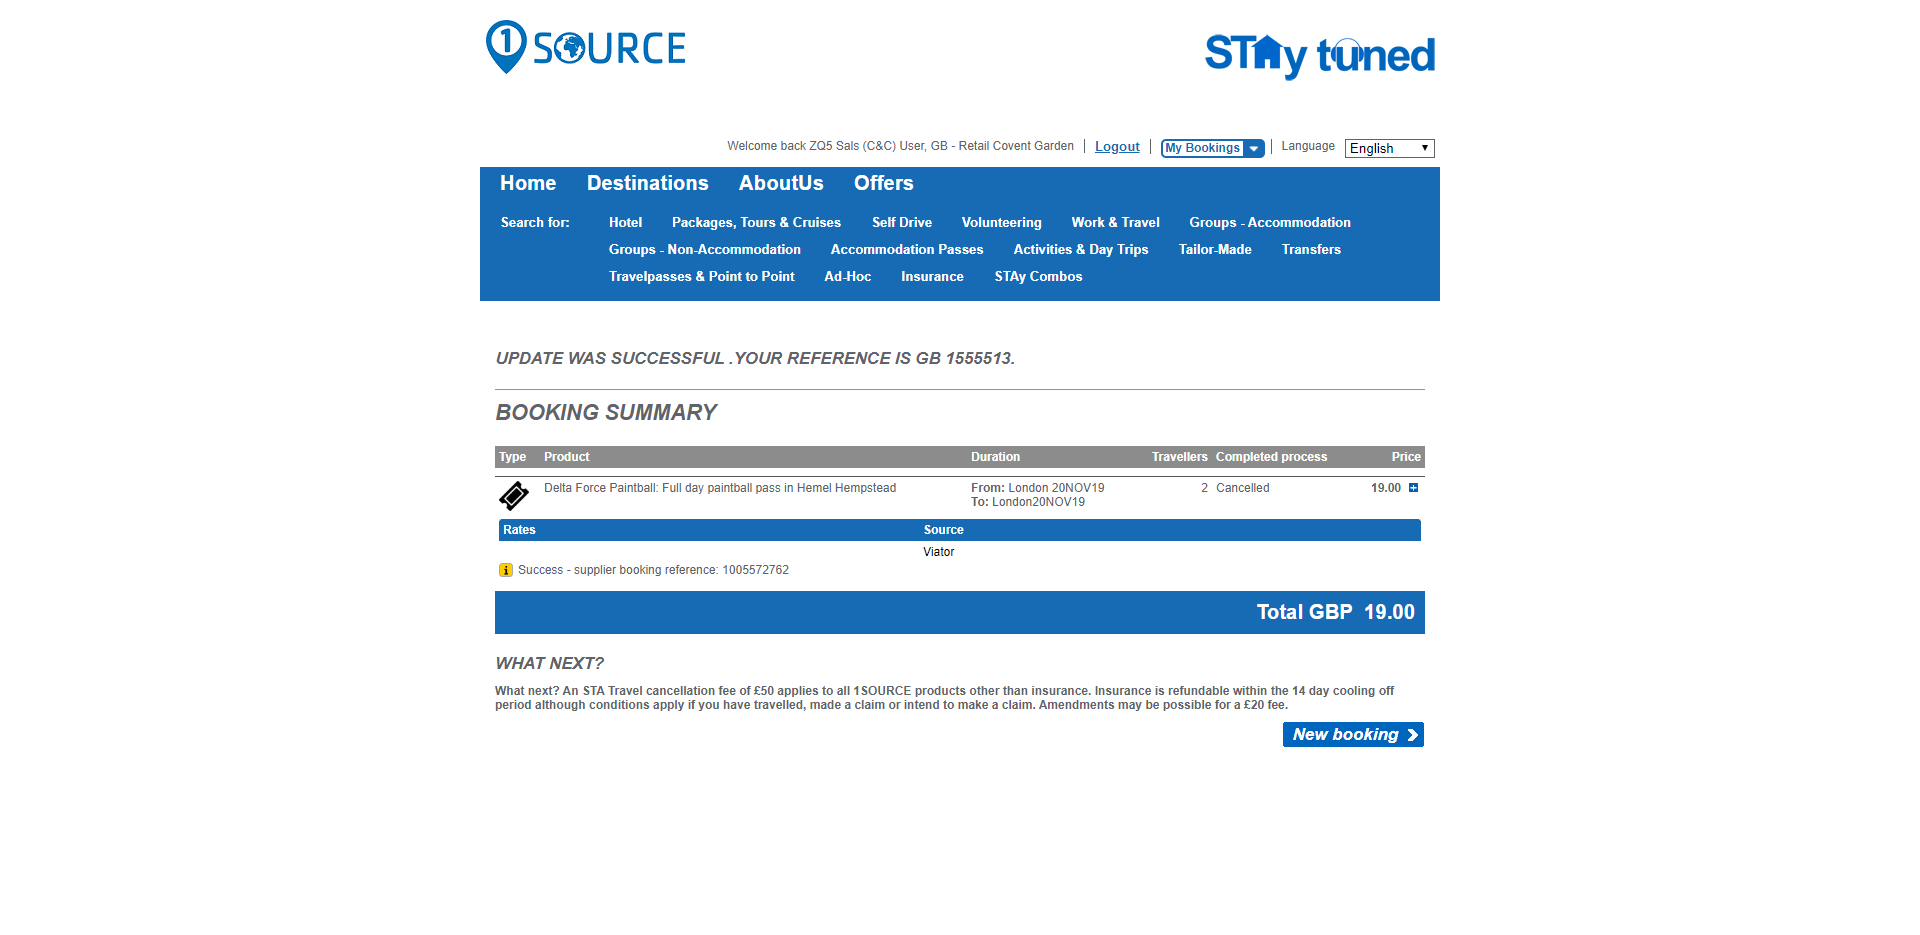 1 SOURCE
STAy tuned
Welcome back ZQ5 Sals (C&C) User, GB - Retail Covent Garden Logout My Bookings Language English
Home Destinations AboutUs Offers
Search for: Hotel Packages, Tours & Cruises Self Drive Volunteering Work & Travel Groups - Accommodation
Groups - Non-Accommodation Accommodation Passes Activities & Day Trips Tailor-Made Transfers
Travelpasses & Point to Point Ad-Hoc Insurance STAy Combos
UPDATE WAS SUCCESSFUL .YOUR REFERENCE IS GB 1555513.
BOOKING SUMMARY
Type Product Duration Travellers Completed process Price
Delta Force Paintball: Full day paintball pass in Hemel Hempstead From: London 20NOV19 2 Cancelled 19.00
To: London20NOV19
Rates Source
Viator
i Success - supplier booking reference: 1005572762
Total GBP 19.00
WHAT NEXT?
What next? An STA Travel cancellation fee of £50 applies to all 1SOURCE products other than insurance. Insurance is refundable within the 14 day cooling off
period although conditions apply if you have travelled, made a claim or intend to make a claim. Amendments may be possible for a £20 fee.
New booking